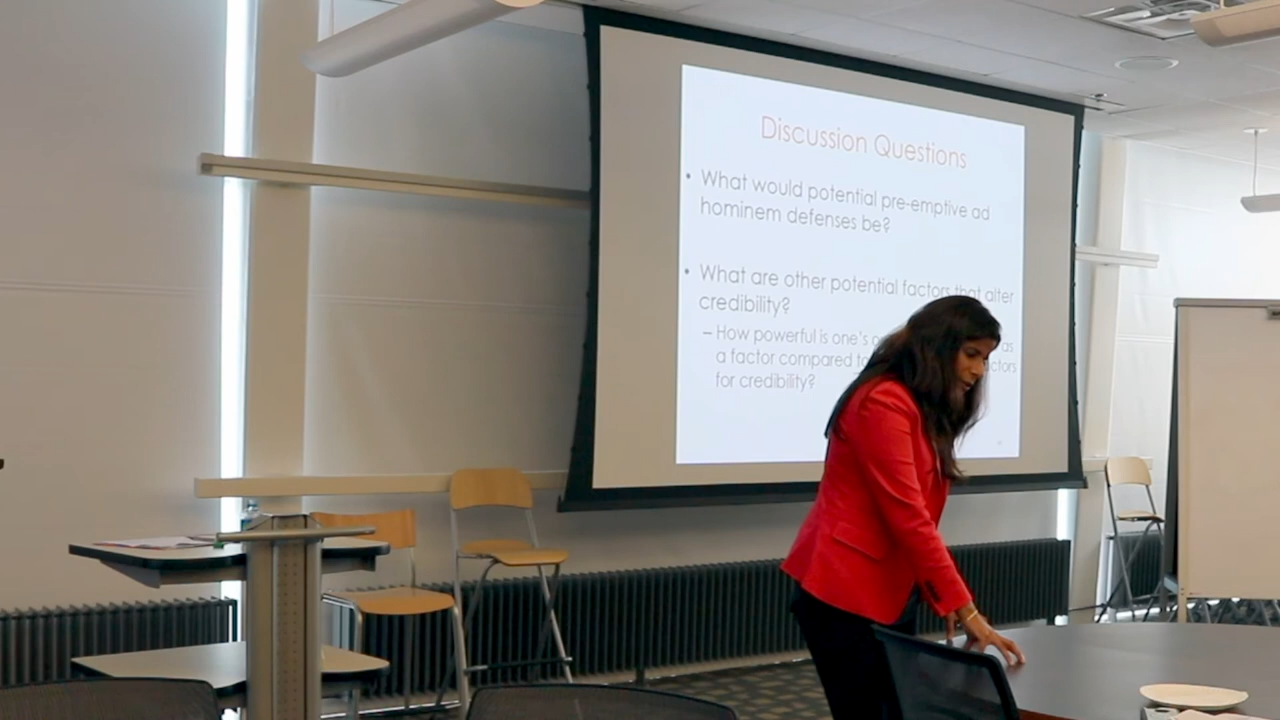 Discussion Questions
• What would potential pre-emptive ad
hominem defenses be?
• What are other potential factors that alter
credibility?
– How powerful is one's as
a factor compared
for credibility?